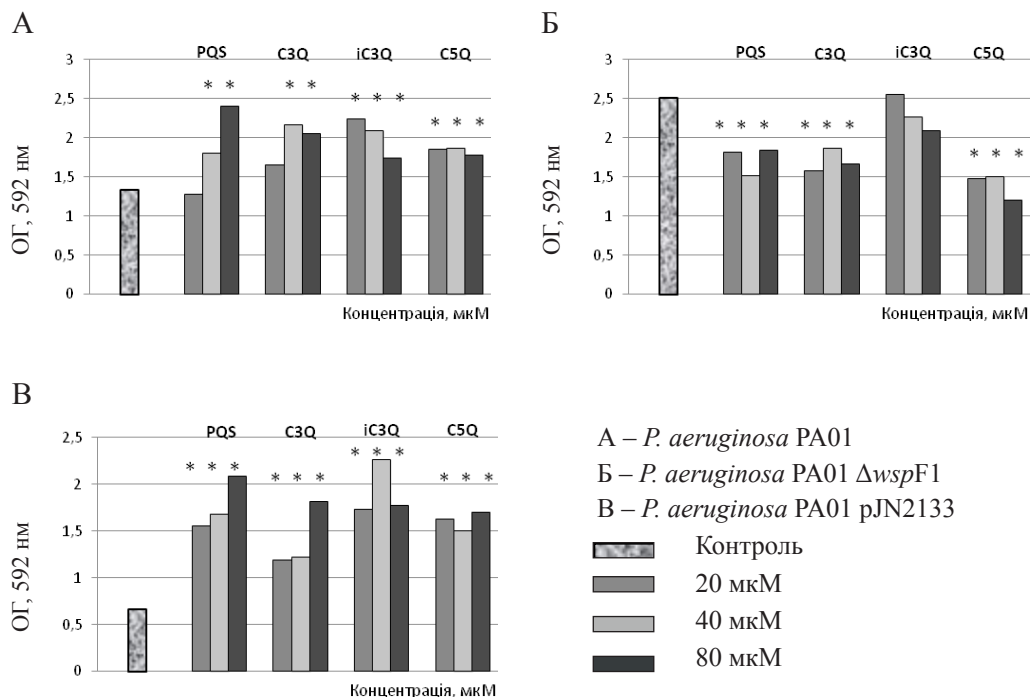 А
PQS C3Q iC3Q C5Q
3
2,5
2
1,5
1
0,5
0
* * * * * * * * * *
ОГ, 592 нм
Концентрація, мкМ
Б
PQS C3Q iC3Q C5Q
3
2,5
2
1,5
1
0,5
0
* * * * * * * * *
ОГ, 592 нм
Концентрація, мкМ
В
PQS C3Q iC3Q C5Q
2,5
2
1,5
1
0,5
0
* * * * * * * * * * * *
ОГ, 592 нм
Концентрація, мкМ
А – P. aeruginosa PA01
Б – P. aeruginosa PA01 ΔwspF1
В – P. aeruginosa PA01 pJN2133
Контроль
20 мкМ
40 мкМ
80 мкМ